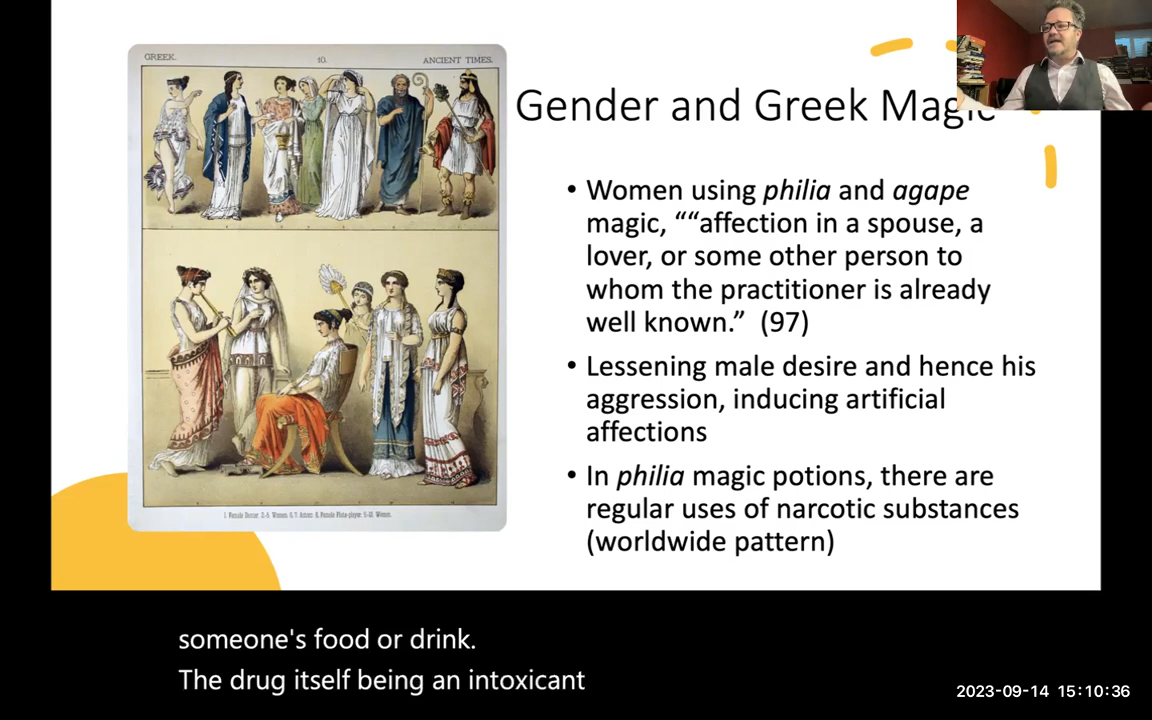 GREEK.
10.
ANCIENT TIMES.
Gender and Greek Magic
• Women using philia and agape
magic, ““affection in a spouse, a
lover, or some other person to
whom the practitioner is already
well known.” (97)
• Lessening male desire and hence his
aggression, inducing artificial
affections
• In philia magic potions, there are
regular uses of narcotic substances
(worldwide pattern)
someone's food or drink.
The drug itself being an intoxicant
2023-09-14 15:10:36